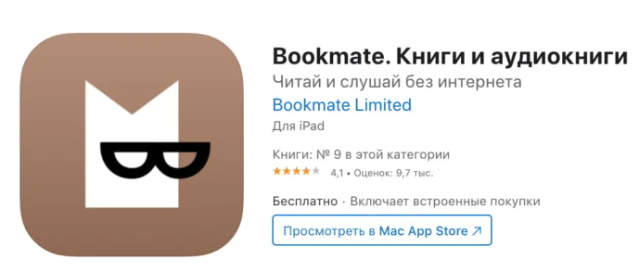 Bookmate. Книги и аудиокниги
Читай и слушай без интернета
Bookmate Limited
Для iPad
Книги: № 9 в этой категории
4,1 • Оценок: 9,7 тыс.
Бесплатно · Включает встроенные покупки
Просмотреть в Mac App Store ↗